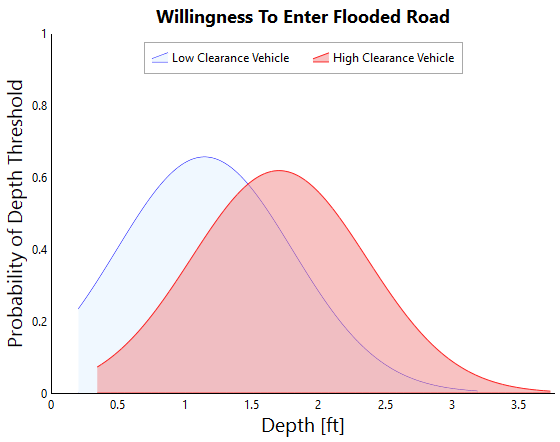 Willingness To Enter Flooded Road
Low Clearance Vehicle
High Clearance Vehicle
Probability of Depth Threshold
1
0.8
0.6
0.4
0.2
0
0 0.5 1 1.5 2 2.5 3 3.5
Depth [ft]